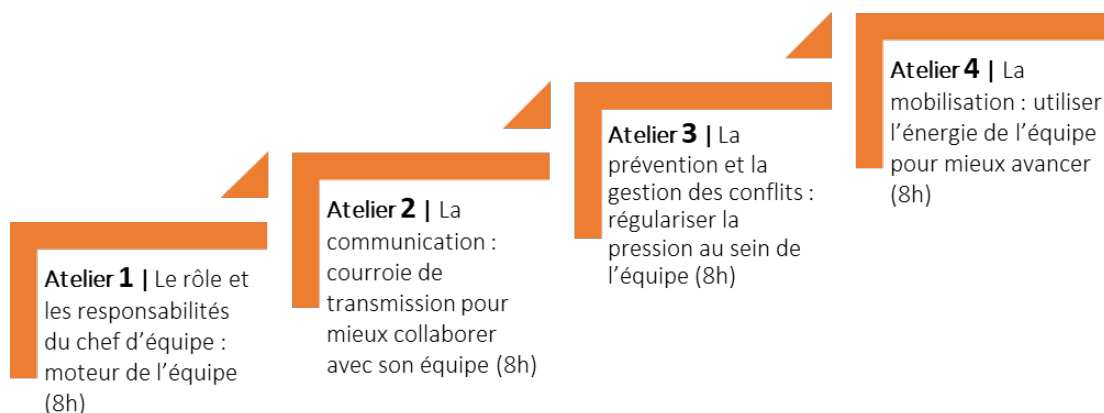 Atelier 1 | Le rôle et
les responsabilités
du chef d’équipe :
moteur de l’équipe
(8h)
Atelier 2 | La
communication :
courroie de
transmission pour
mieux collaborer
avec son équipe (8h)
Atelier 3 | La
prévention et la
gestion des conflits :
régulariser la
pression au sein de
l’équipe (8h)
Atelier 4 | La
mobilisation : utiliser
l’énergie de l’équipe
pour mieux avancer
(8h)